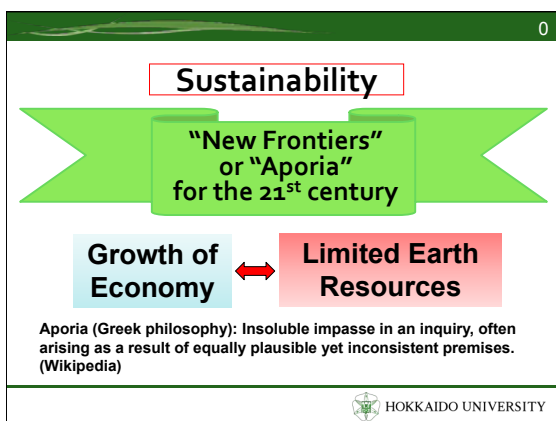 0
Sustainability
“New Frontiers”
or “Aporia”
for the 21st century
Growth of
Economy
Limited Earth
Resources
Aporia (Greek philosophy): Insoluble impasse in an inquiry, often
arising as a result of equally plausible yet inconsistent premises.
(Wikipedia)
HOKKAIDO UNIVERSITY